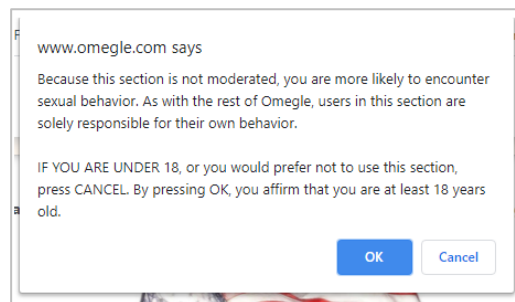 www.omegle.com says
Because this section is not moderated, you are more likely to encounter
sexual behavior. As with the rest of Omegle, users in this section are
solely responsible for their own behavior.
IF YOU ARE UNDER 18, or you would prefer not to use this section,
press CANCEL. By pressing OK, you affirm that you are at least 18 years
old.
OK Cancel